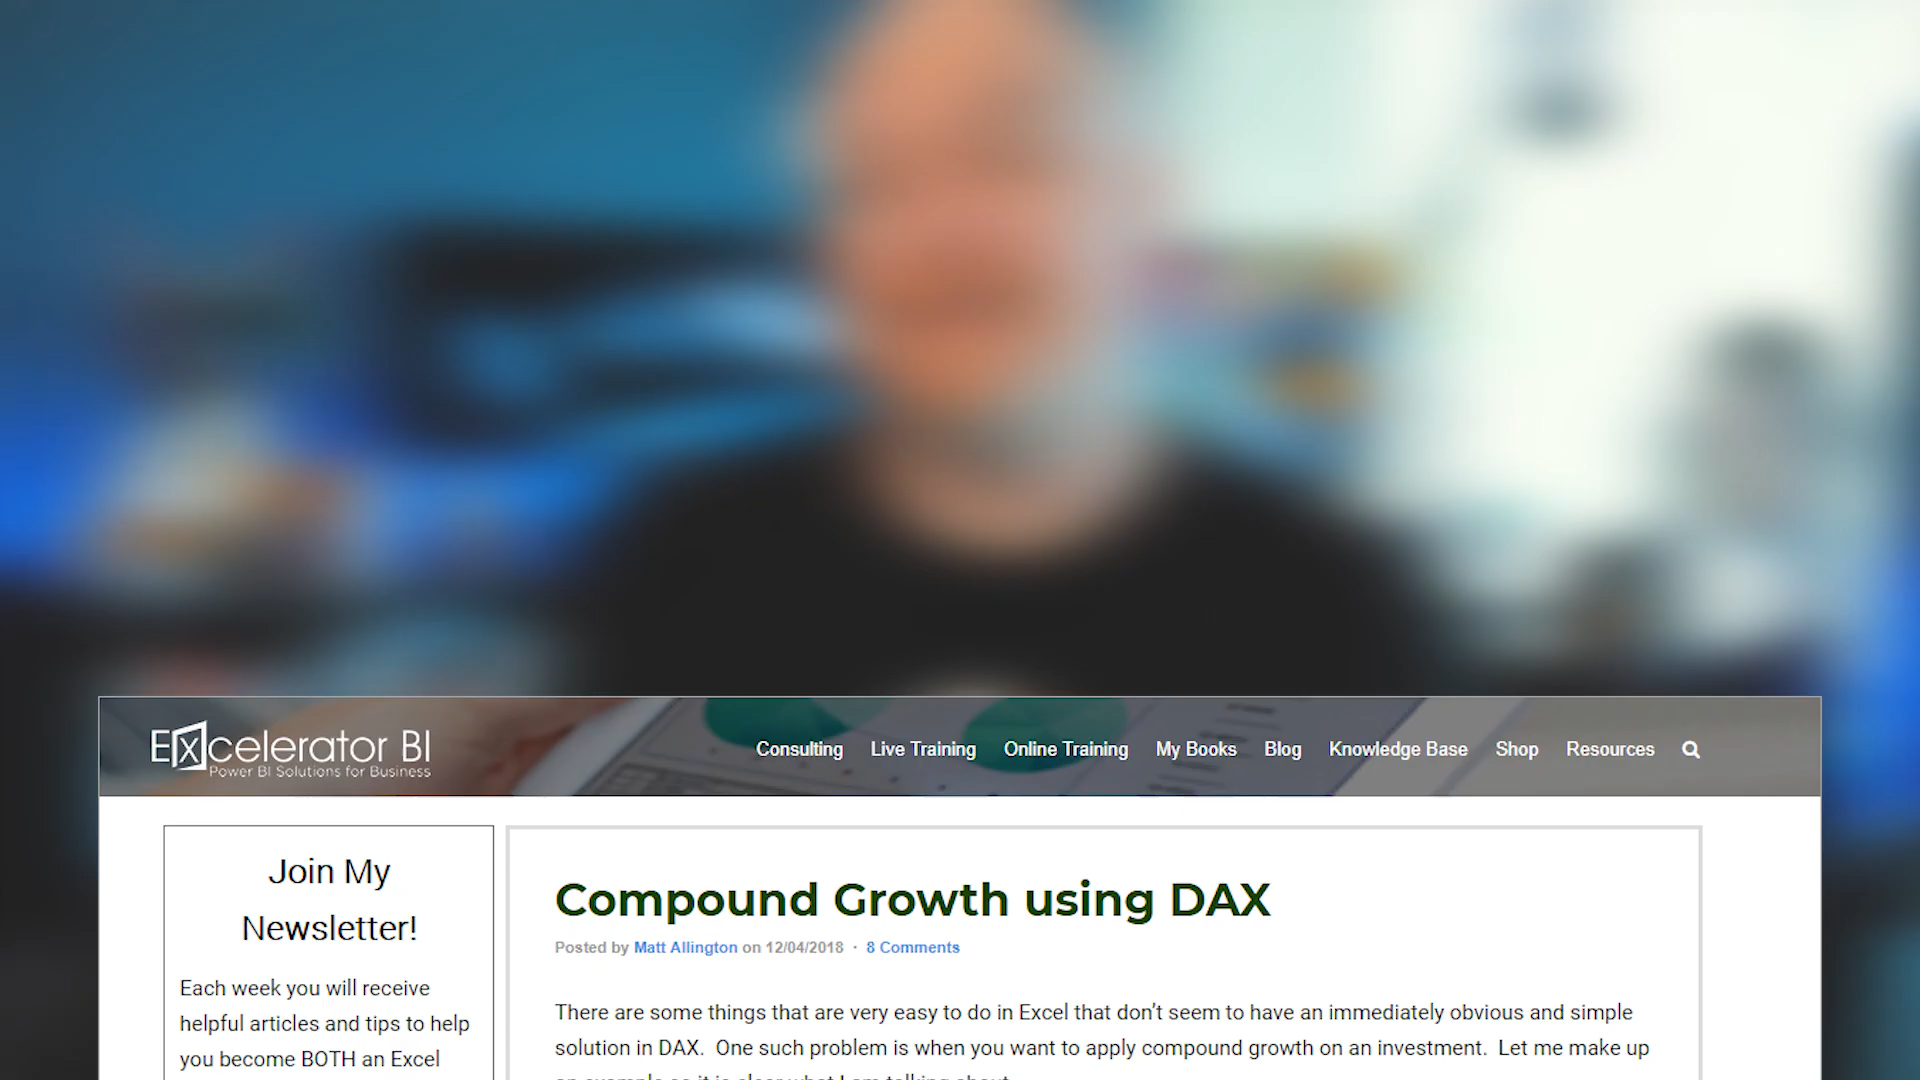 Excelerator BI
Power BI Solutions for Business
Consulting Live Training Online Training My Books Blog Knowledge Base Shop Resources
Join My
Newsletter!
Each week you will receive
helpful articles and tips to help
you become BOTH an Excel
Compound Growth using DAX
Posted by Matt Allington on 12/04/2018 · 8 Comments
There are some things that are very easy to do in Excel that don’t seem to have an immediately obvious and simple
solution in DAX. One such problem is when you want to apply compound growth on an investment. Let me make up